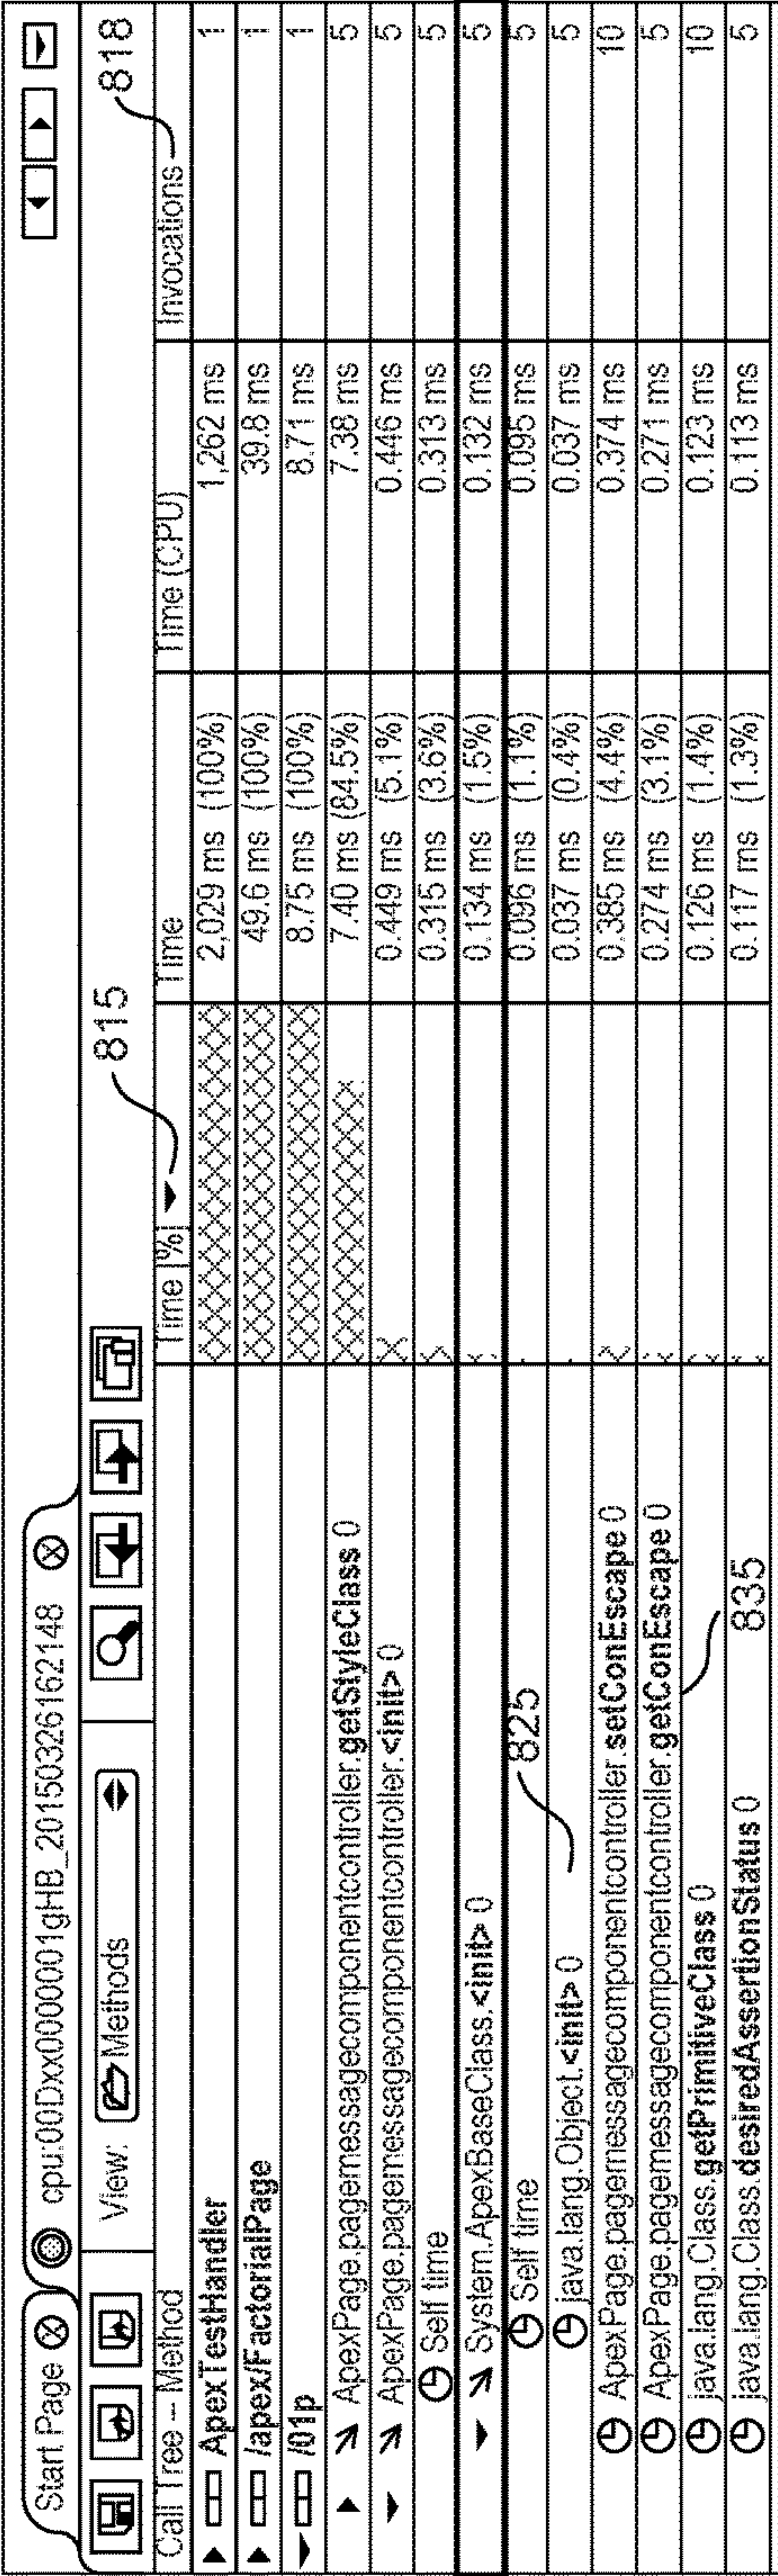 Start Page cpu:00Dxx0000001gHB_20150326162148
View: Methods
818
815
Call Tree – Method Time [%] Time Time (CPU) Invocations
ApexTestHandler 2,029 ms (100%) 1,262 ms 1
/apex/FactorialPage 49.6 ms (100%) 39.8 ms 1
/01p 8.75 ms (100%) 8.71 ms 1
ApexPage.pagemessagecomponentcontroller.getStyleClass () 7.40 ms (84.5%) 7.38 ms 5
ApexPage.pagemessagecomponentcontroller.<init> () 0.449 ms (5.1%) 0.446 ms 5
Self time 0.315 ms (3.6%) 0.313 ms 5
System.ApexBaseClass.<init> () 0.134 ms (1.5%) 0.132 ms 5
Self time 825 0.096 ms (1.1%) 0.095 ms 5
java.lang.Object.<init> () 0.037 ms (0.4%) 0.037 ms 5
ApexPage.pagemessagecomponentcontroller.setConEscape () 0.385 ms (4.4%) 0.374 ms 10
ApexPage.pagemessagecomponentcontroller.getConEscape () 0.274 ms (3.1%) 0.271 ms 5
java.lang.Class.getPrimitiveClass () 0.126 ms (1.4%) 0.123 ms 10
java.lang.Class.desiredAssertionStatus () 835 0.117 ms (1.3%) 0.113 ms 5